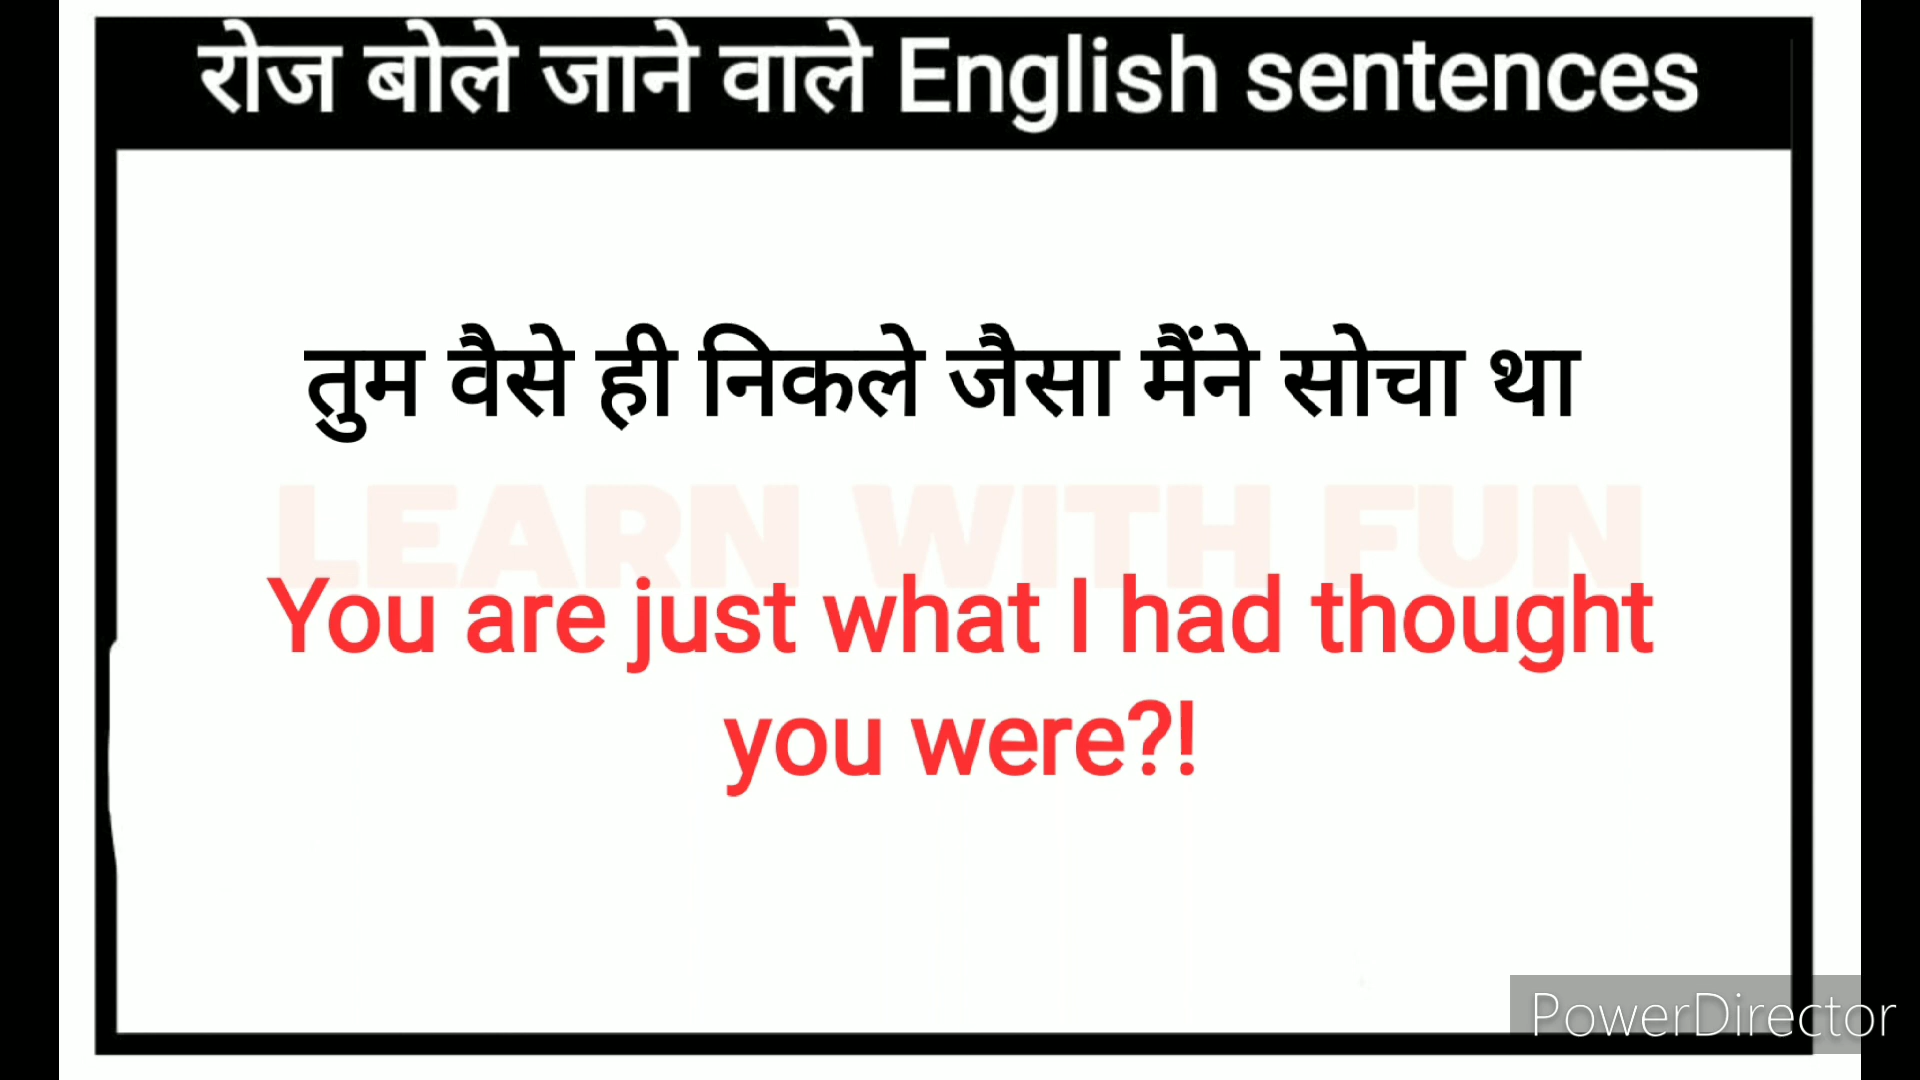 रोज बोले जाने वाले English sentences
तुम वैसे ही निकले जैसा मैंने सोचा था
LEARN WITH FUN
You are just what I had thought
you were?!
PowerDirector